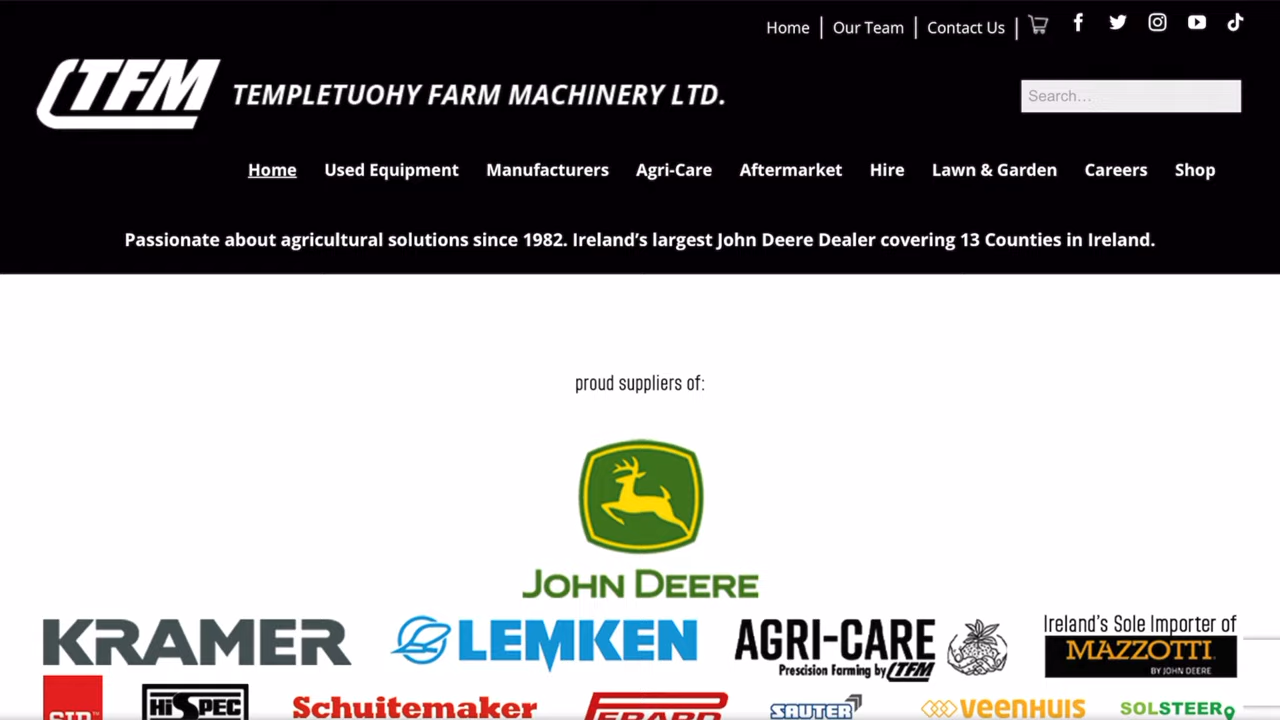 Home | Our Team | Contact Us |
TFM TEMPLETUOHY FARM MACHINERY LTD.
Search...
Home Used Equipment Manufacturers Agri-Care Aftermarket Hire Lawn & Garden Careers Shop
Passionate about agricultural solutions since 1982. Ireland's largest John Deere Dealer covering 13 Counties in Ireland.
proud suppliers of:
JOHN DEERE
KRAMER LEMKEN AGRI-CARE Ireland's Sole Importer of
Prescision Farming by TFM MAZZOTTI
BY JOHN DEERE
SIP HiSPEC Schuitemaker SAUTER VEENHUIS SOLSTEER